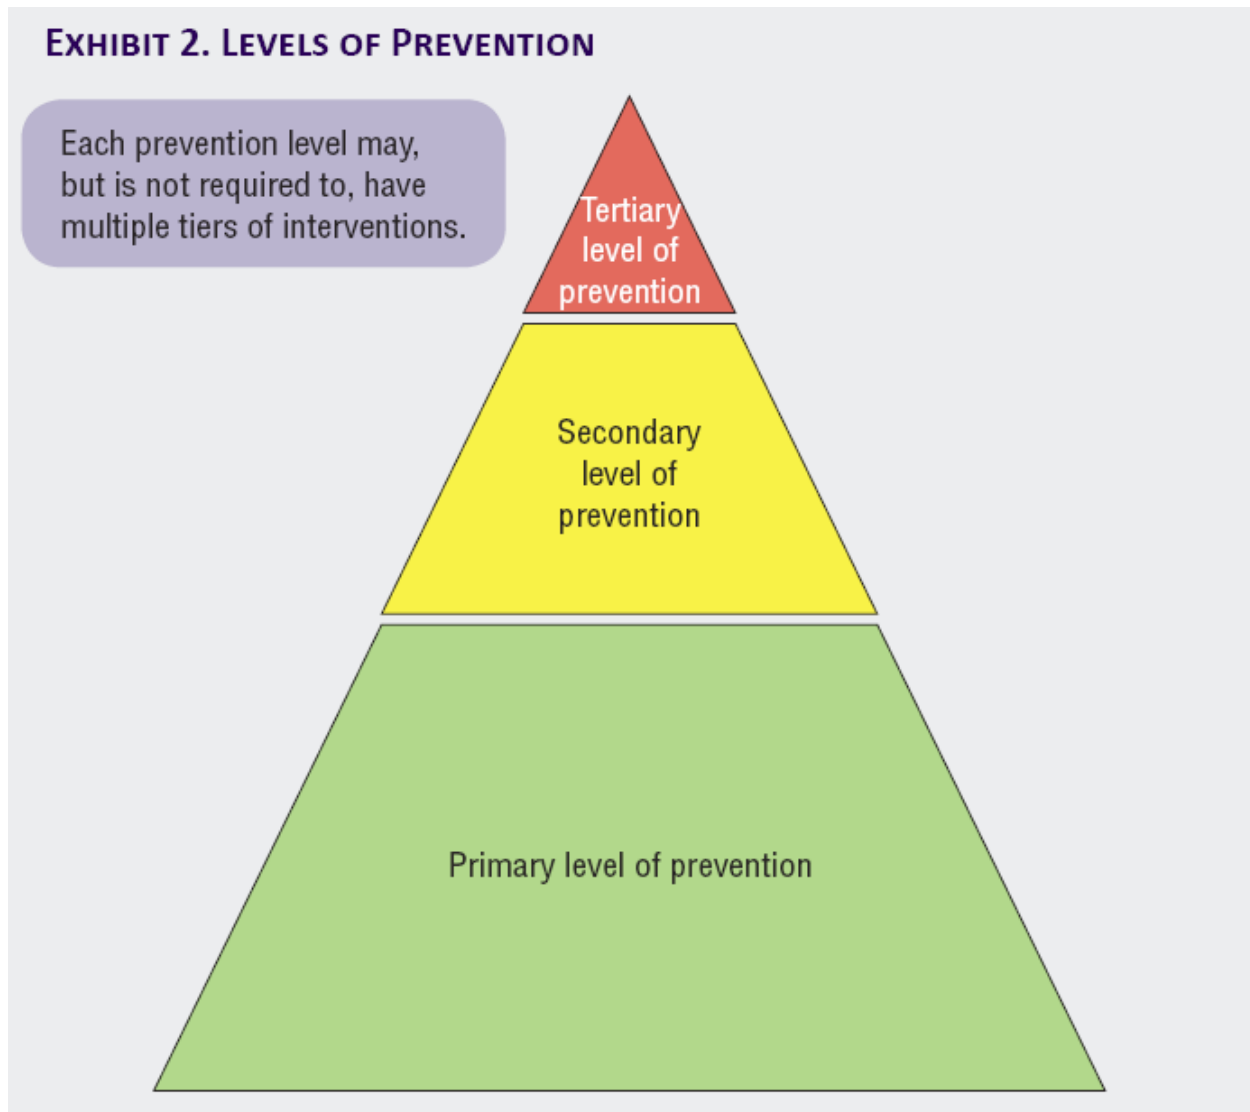 EXHIBIT 2. LEVELS OF PREVENTION
Each prevention level may,
but is not required to, have
multiple tiers of interventions.
Tertiary
level of
prevention
Secondary
level of
prevention
Primary level of prevention